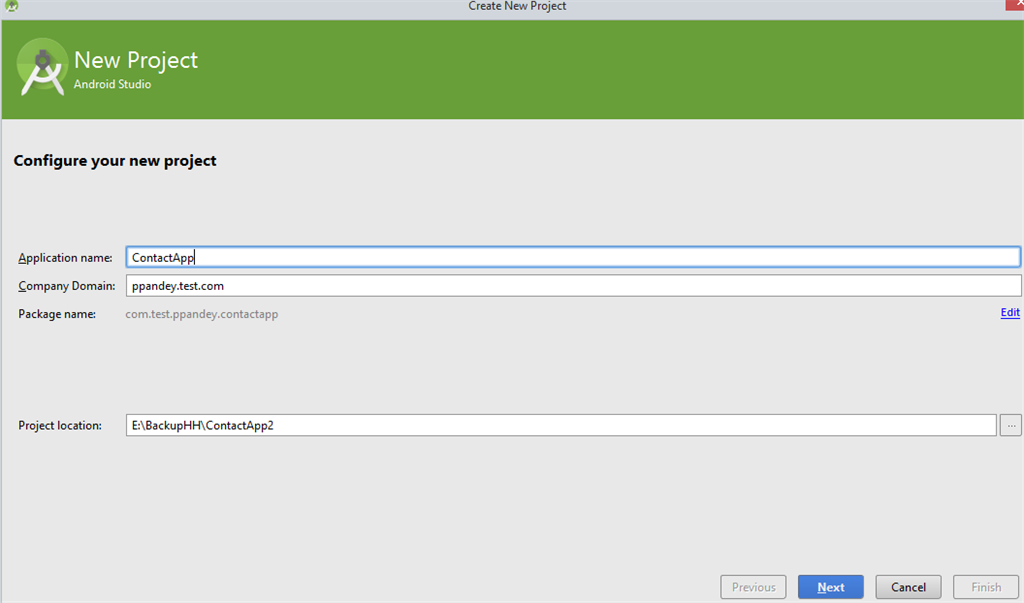 Create New Project
New Project
Android Studio
Configure your new project
Application name: ContactApp
Company Domain: ppandey.test.com
Package name: com.test.ppandey.contactapp Edit
Project location: E:\BackupHH\ContactApp2 ...
Previous Next Cancel Finish